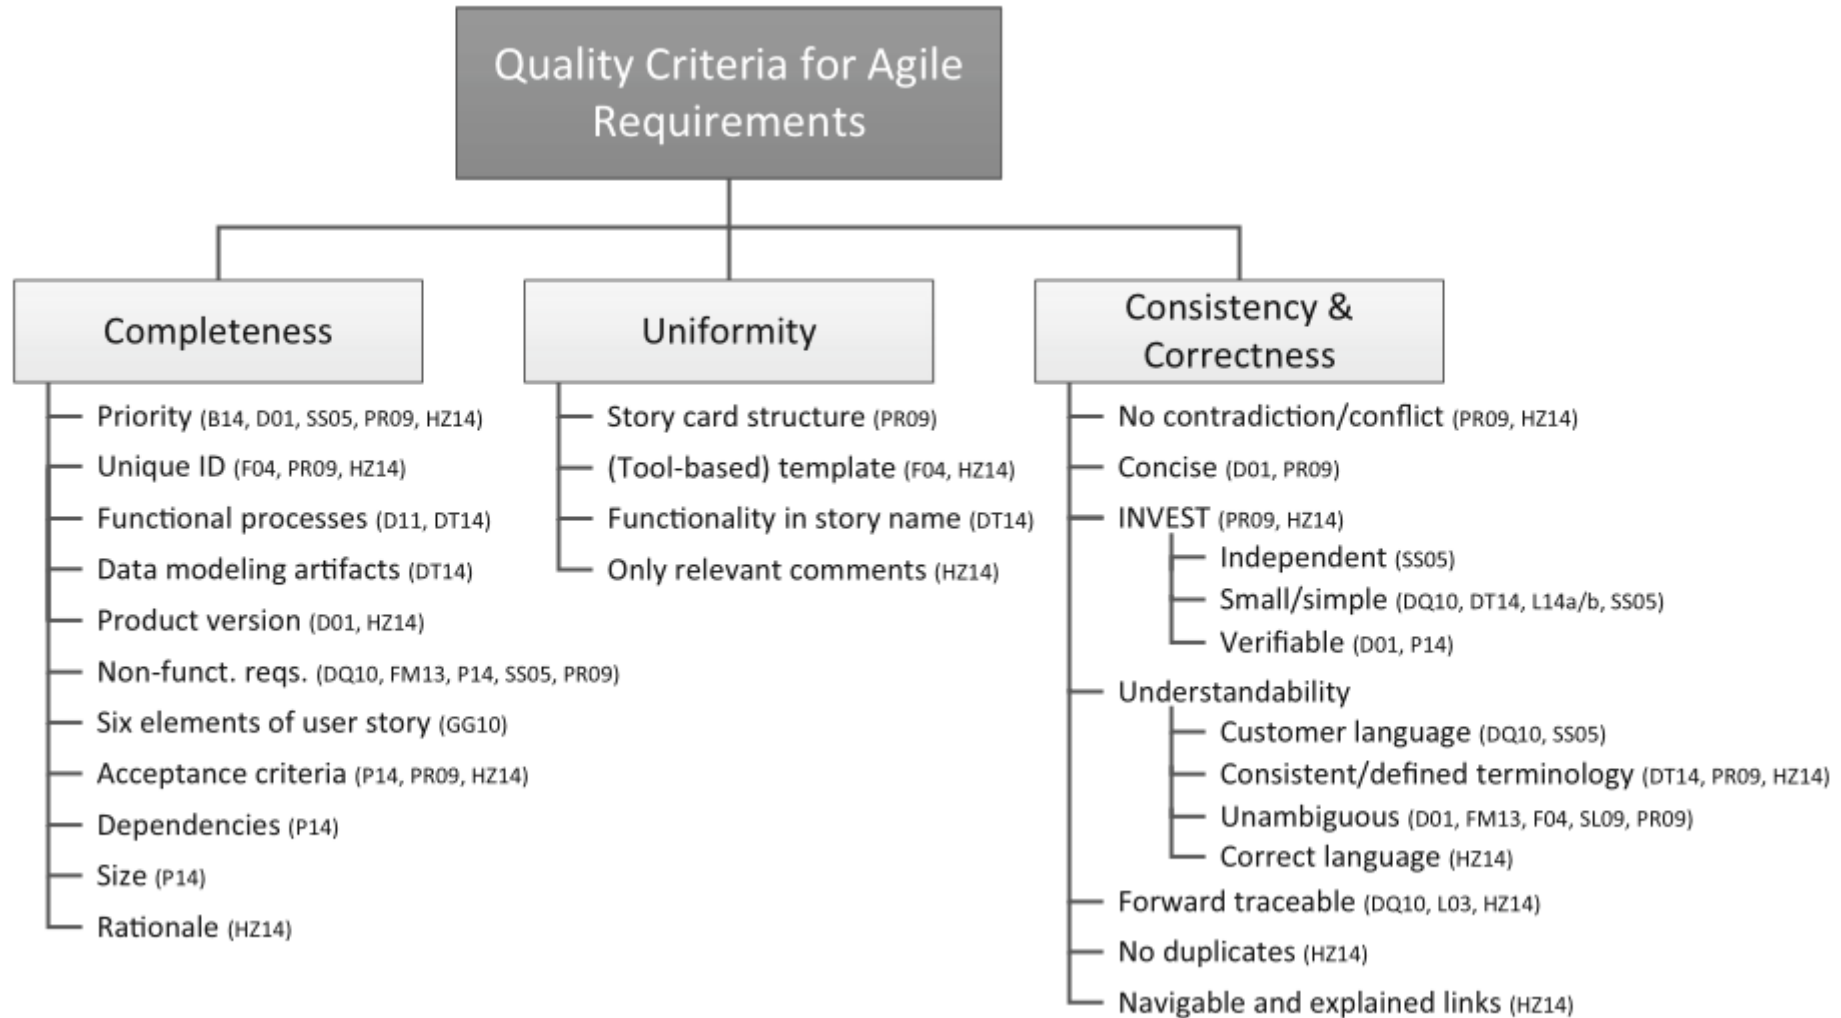 Quality Criteria for Agile
Requirements
Completeness
Priority (B14, D01, SS05, PR09, HZ14)
Unique ID (F04, PR09, HZ14)
Functional processes (D11, DT14)
Data modeling artifacts (DT14)
Product version (D01, HZ14)
Non-funct. reqs. (DQ10, FM13, P14, SS05, PR09)
Six elements of user story (GG10)
Acceptance criteria (P14, PR09, HZ14)
Dependencies (P14)
Size (P14)
Rationale (HZ14)
Uniformity
Story card structure (PR09)
(Tool-based) template (F04, HZ14)
Functionality in story name (DT14)
Only relevant comments (HZ14)
Consistency &
Correctness
No contradiction/conflict (PR09, HZ14)
Concise (D01, PR09)
INVEST (PR09, HZ14)
Independent (SS05)
Small/simple (DQ10, DT14, L14a/b, SS05)
Verifiable (D01, P14)
Understandability
Customer language (DQ10, SS05)
Consistent/defined terminology (DT14, PR09, HZ14)
Unambiguous (D01, FM13, F04, SL09, PR09)
Correct language (HZ14)
Forward traceable (DQ10, L03, HZ14)
No duplicates (HZ14)
Navigable and explained links (HZ14)